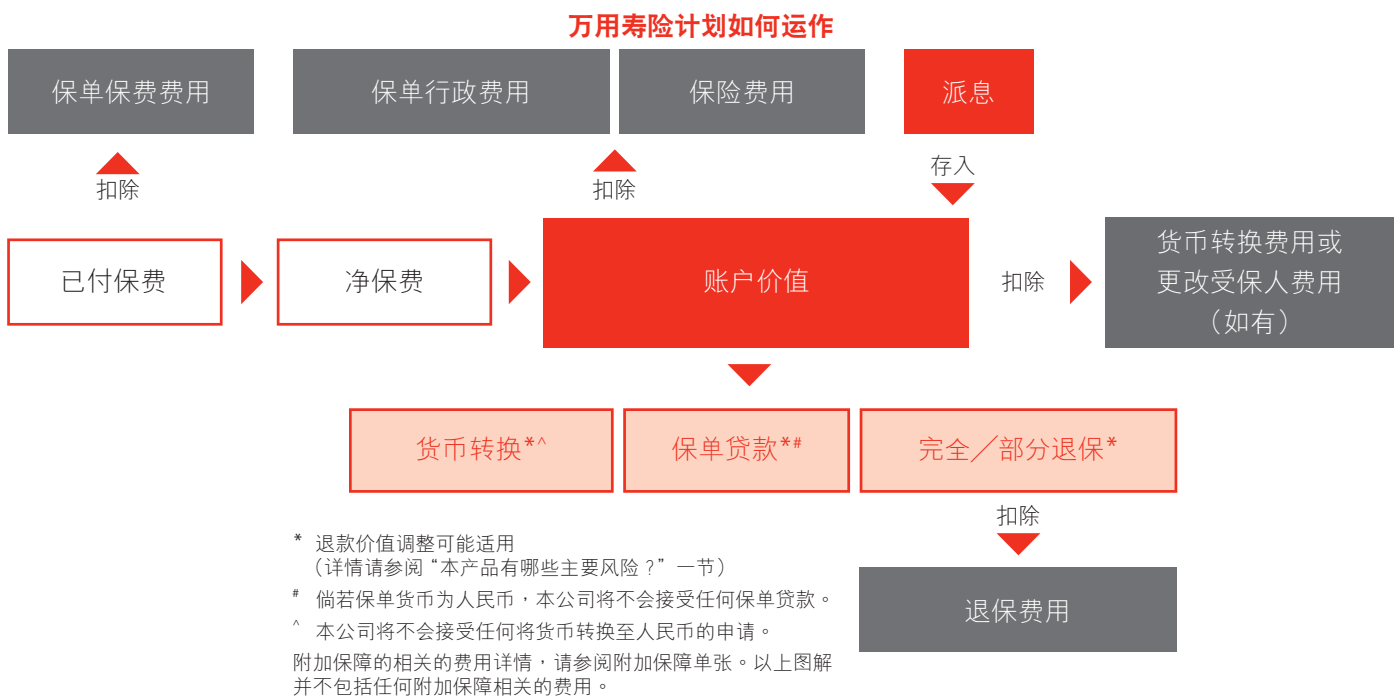 万用寿险计划如何运作
保单保费费用
保单行政费用
保险费用
派息
扣除
扣除
存入
已付保费
净保费
账户价值
扣除
货币转换费用或
更改受保人费用
（如有）
货币转换*^
保单贷款*#
完全／部分退保*
扣除
退保费用
* 退款价值调整可能适用
（详情请参阅“本产品有哪些主要风险？”一节）
# 倘若保单货币为人民币，本公司将不会接受任何保单贷款。
^ 本公司将不会接受任何将货币转换至人民币的申请。
附加保障的相关的费用详情，请参阅附加保障单张。以上图解
并不包括任何附加保障相关的费用。